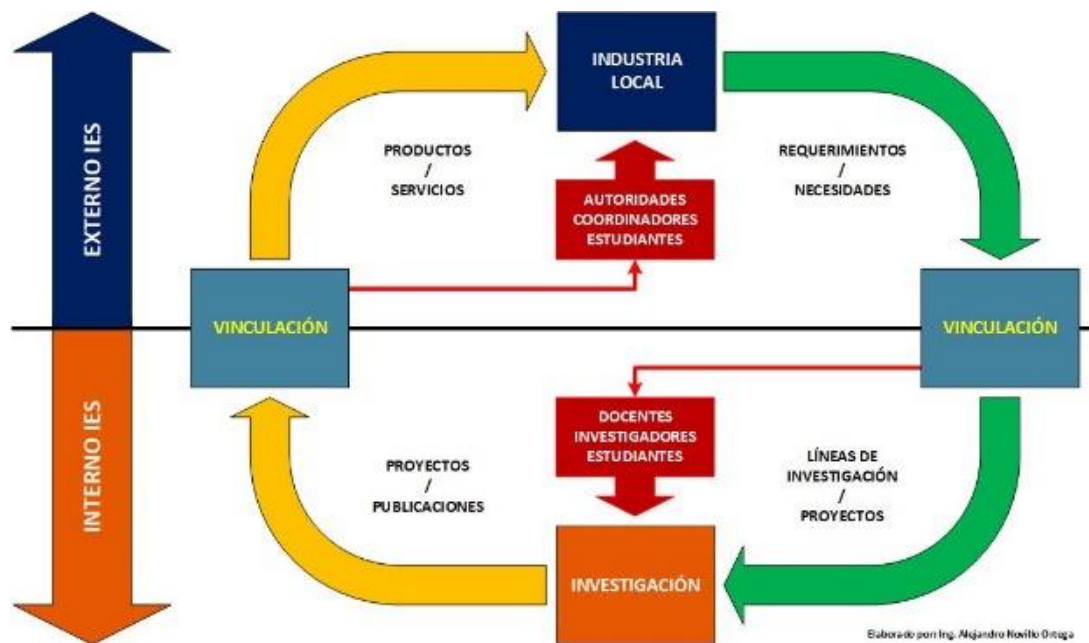 EXTERNO IES
INTERNO IES
INDUSTRIA
LOCAL
PRODUCTOS
/
SERVICIOS
REQUERIMIENTOS
/
NECESIDADES
AUTORIDADES
COORDINADORES
ESTUDIANTES
VINCULACIÓN
VINCULACIÓN
DOCENTES
INVESTIGADORES
ESTUDIANTES
PROYECTOS
/
PUBLICACIONES
LÍNEAS DE
INVESTIGACIÓN
/
PROYECTOS
INVESTIGACIÓN
Elaborado por: Ing. Alejandro Novillo Ortega